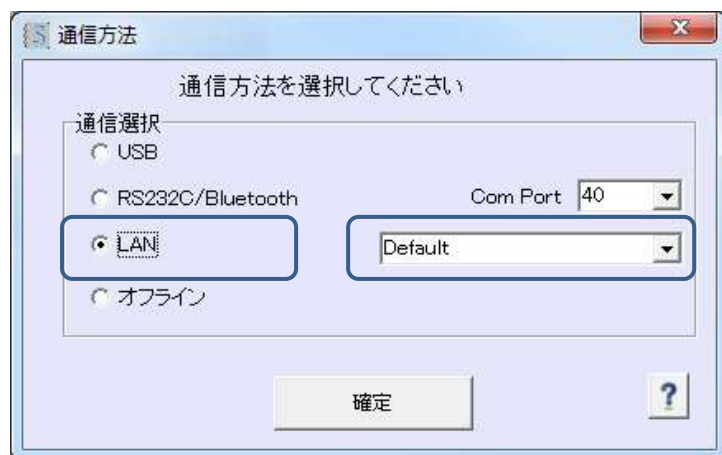 通信方法
通信方法を選択してください
通信選択
USB
RS232C/Bluetooth Com Port 40
LAN Default
オフライン
確定 ?